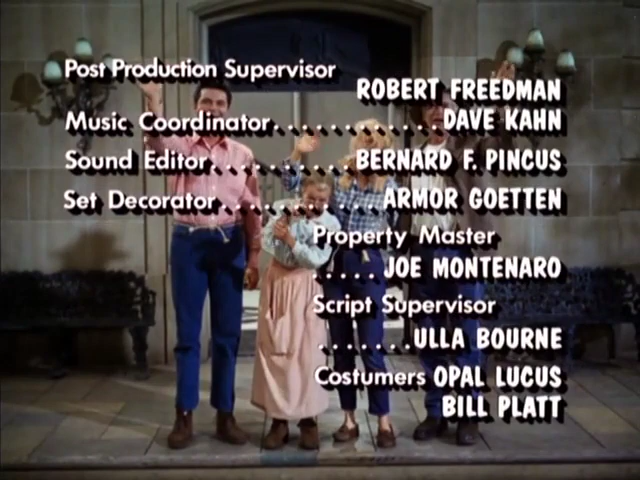 Post Production Supervisor
ROBERT FREEDMAN
Music Coordinator............DAVE KAHN
Sound Editor..........BERNARD F. PINCUS
Set Decorator...........ARMOR GOETTEN
Property Master
.....JOE MONTENARO
Script Supervisor
.......ULLA BOURNE
Costumers OPAL LUCUS
BILL PLATT